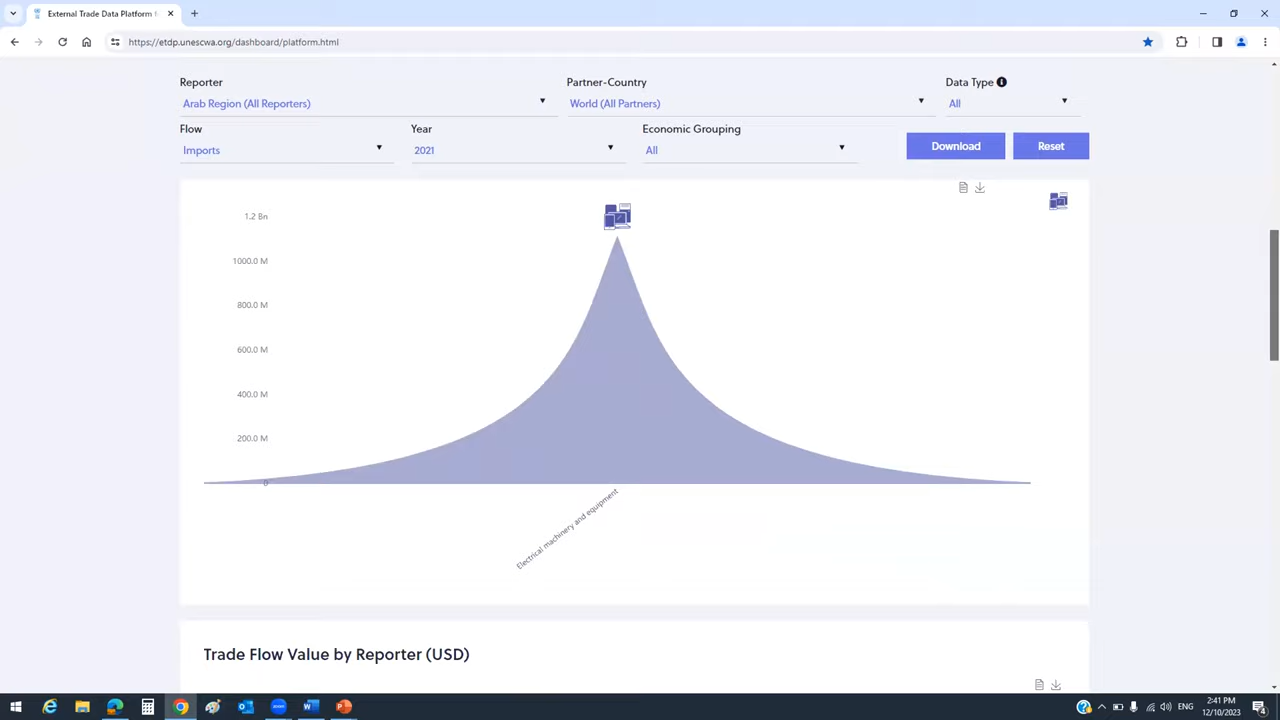 External Trade Data Platform
https://etdp.unescwa.org/dashboard/platform.html
Reporter
Partner-Country
Data Type
Arab Region (All Reporters)
World (All Partners)
All
Flow
Year
Economic Grouping
Imports
2021
All
Download
Reset
1.2 Bn
1000.0 M
800.0 M
600.0 M
400.0 M
200.0 M
0
Electrical machinery and equipment
Trade Flow Value by Reporter (USD)
ENG
2:41 PM
12/10/2023
4